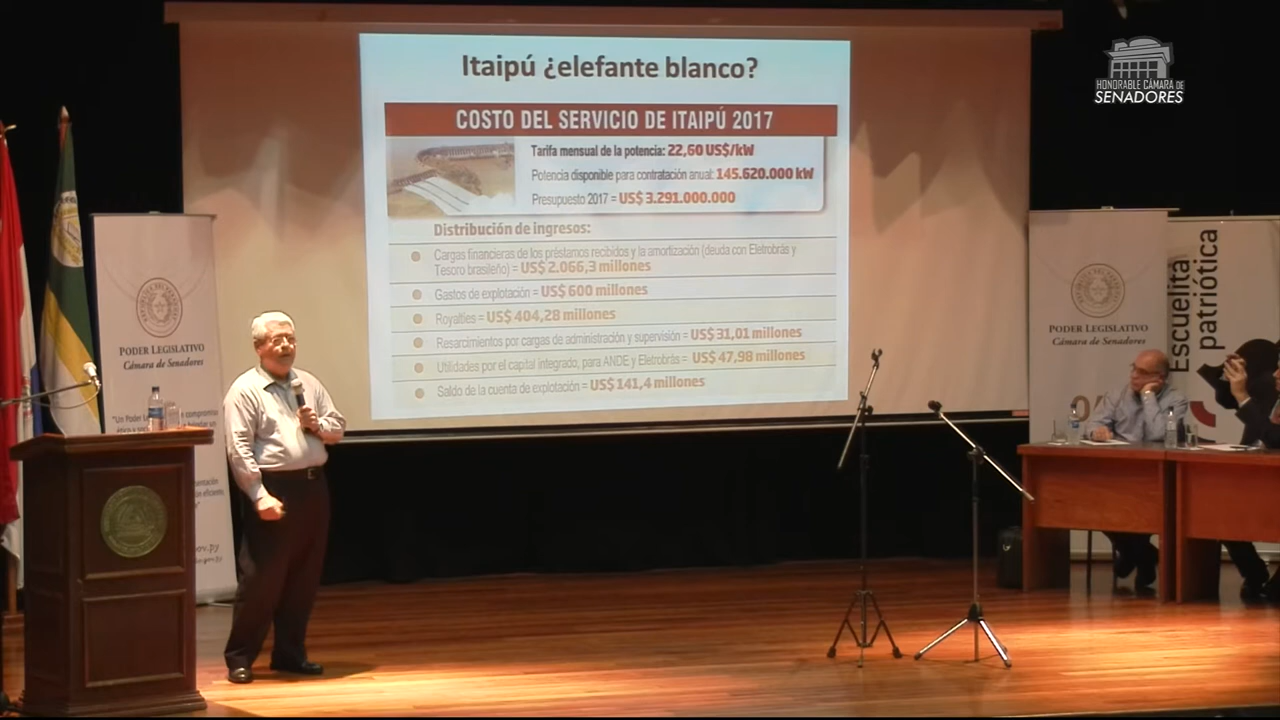 Itaipú ¿elefante blanco?
COSTO DEL SERVICIO DE ITAIPÚ 2017
Tarifa mensual de la potencia: 22,60 US$/kW
Potencia disponible para contratación anual: 145.620.000 kW
Presupuesto 2017 = US$ 3.291.000.000
Distribución de ingresos:
Cargas financieras de los préstamos recibidos y la amortización (deuda con Eletrobrás y
Tesoro brasileño) = US$ 2.066,3 millones
Gastos de explotación = US$ 600 millones
Royalties = US$ 404,28 millones
Resarcimientos por cargas de administración y supervisión = US$ 31,01 millones
Utilidades por el capital integrado, para ANDE y Eletrobrás = US$ 47,98 millones
Saldo de la cuenta de explotación = US$ 141,4 millones
HONORABLE CÁMARA DE
SENADORES
PODER LEGISLATIVO
Cámara de Senadores
"Un Poder
compromiso
PODER LEGISLATIVO
Cámara de Senadores
Escuelita
patriótica